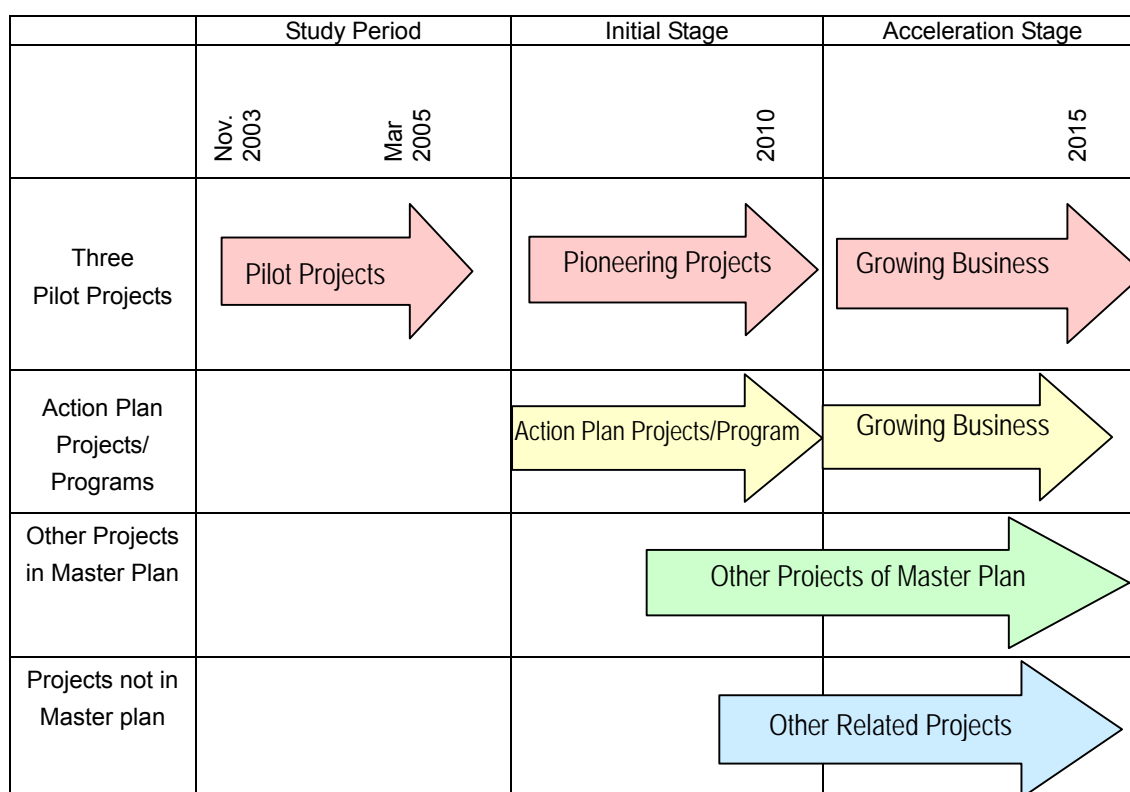 Study Period
Initial Stage
Acceleration Stage
Nov.
2003
Mar
2005
2010
2015
Three
Pilot Projects
Pilot Projects
Pioneering Projects
Growing Business
Action Plan
Projects/
Programs
Action Plan Projects/Program
Growing Business
Other Projects
in Master Plan
Other Projects of Master Plan
Projects not in
Master plan
Other Related Projects